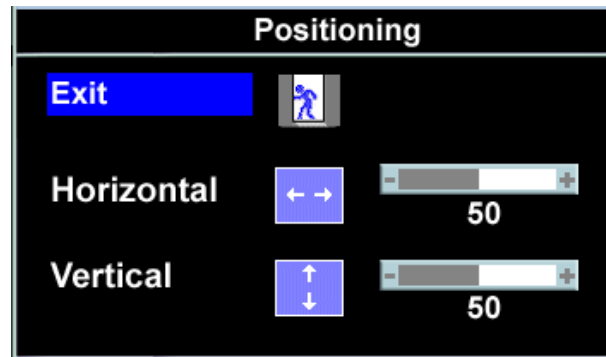 Positioning
Exit
Horizontal
- +
50
Vertical
- +
50